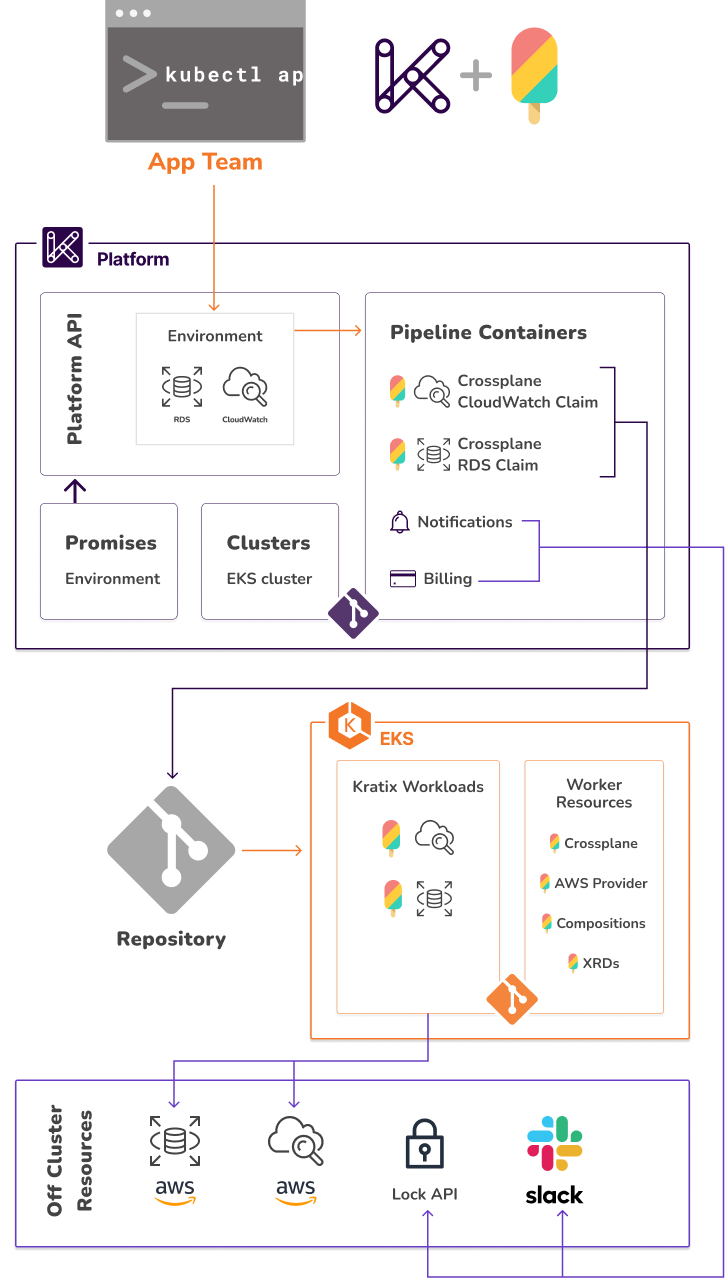 kubectl ap
App Team
Platform
Platform API
Environment
RDS
CloudWatch
Pipeline Containers
Crossplane
CloudWatch Claim
Crossplane
RDS Claim
Notifications
Billing
Promises
Environment
Clusters
EKS cluster
K
EKS
Kratix Workloads
Worker
Resources
Crossplane
AWS Provider
Compositions
XRDs
Repository
Off Cluster
Resources
aws
aws
Lock API
slack